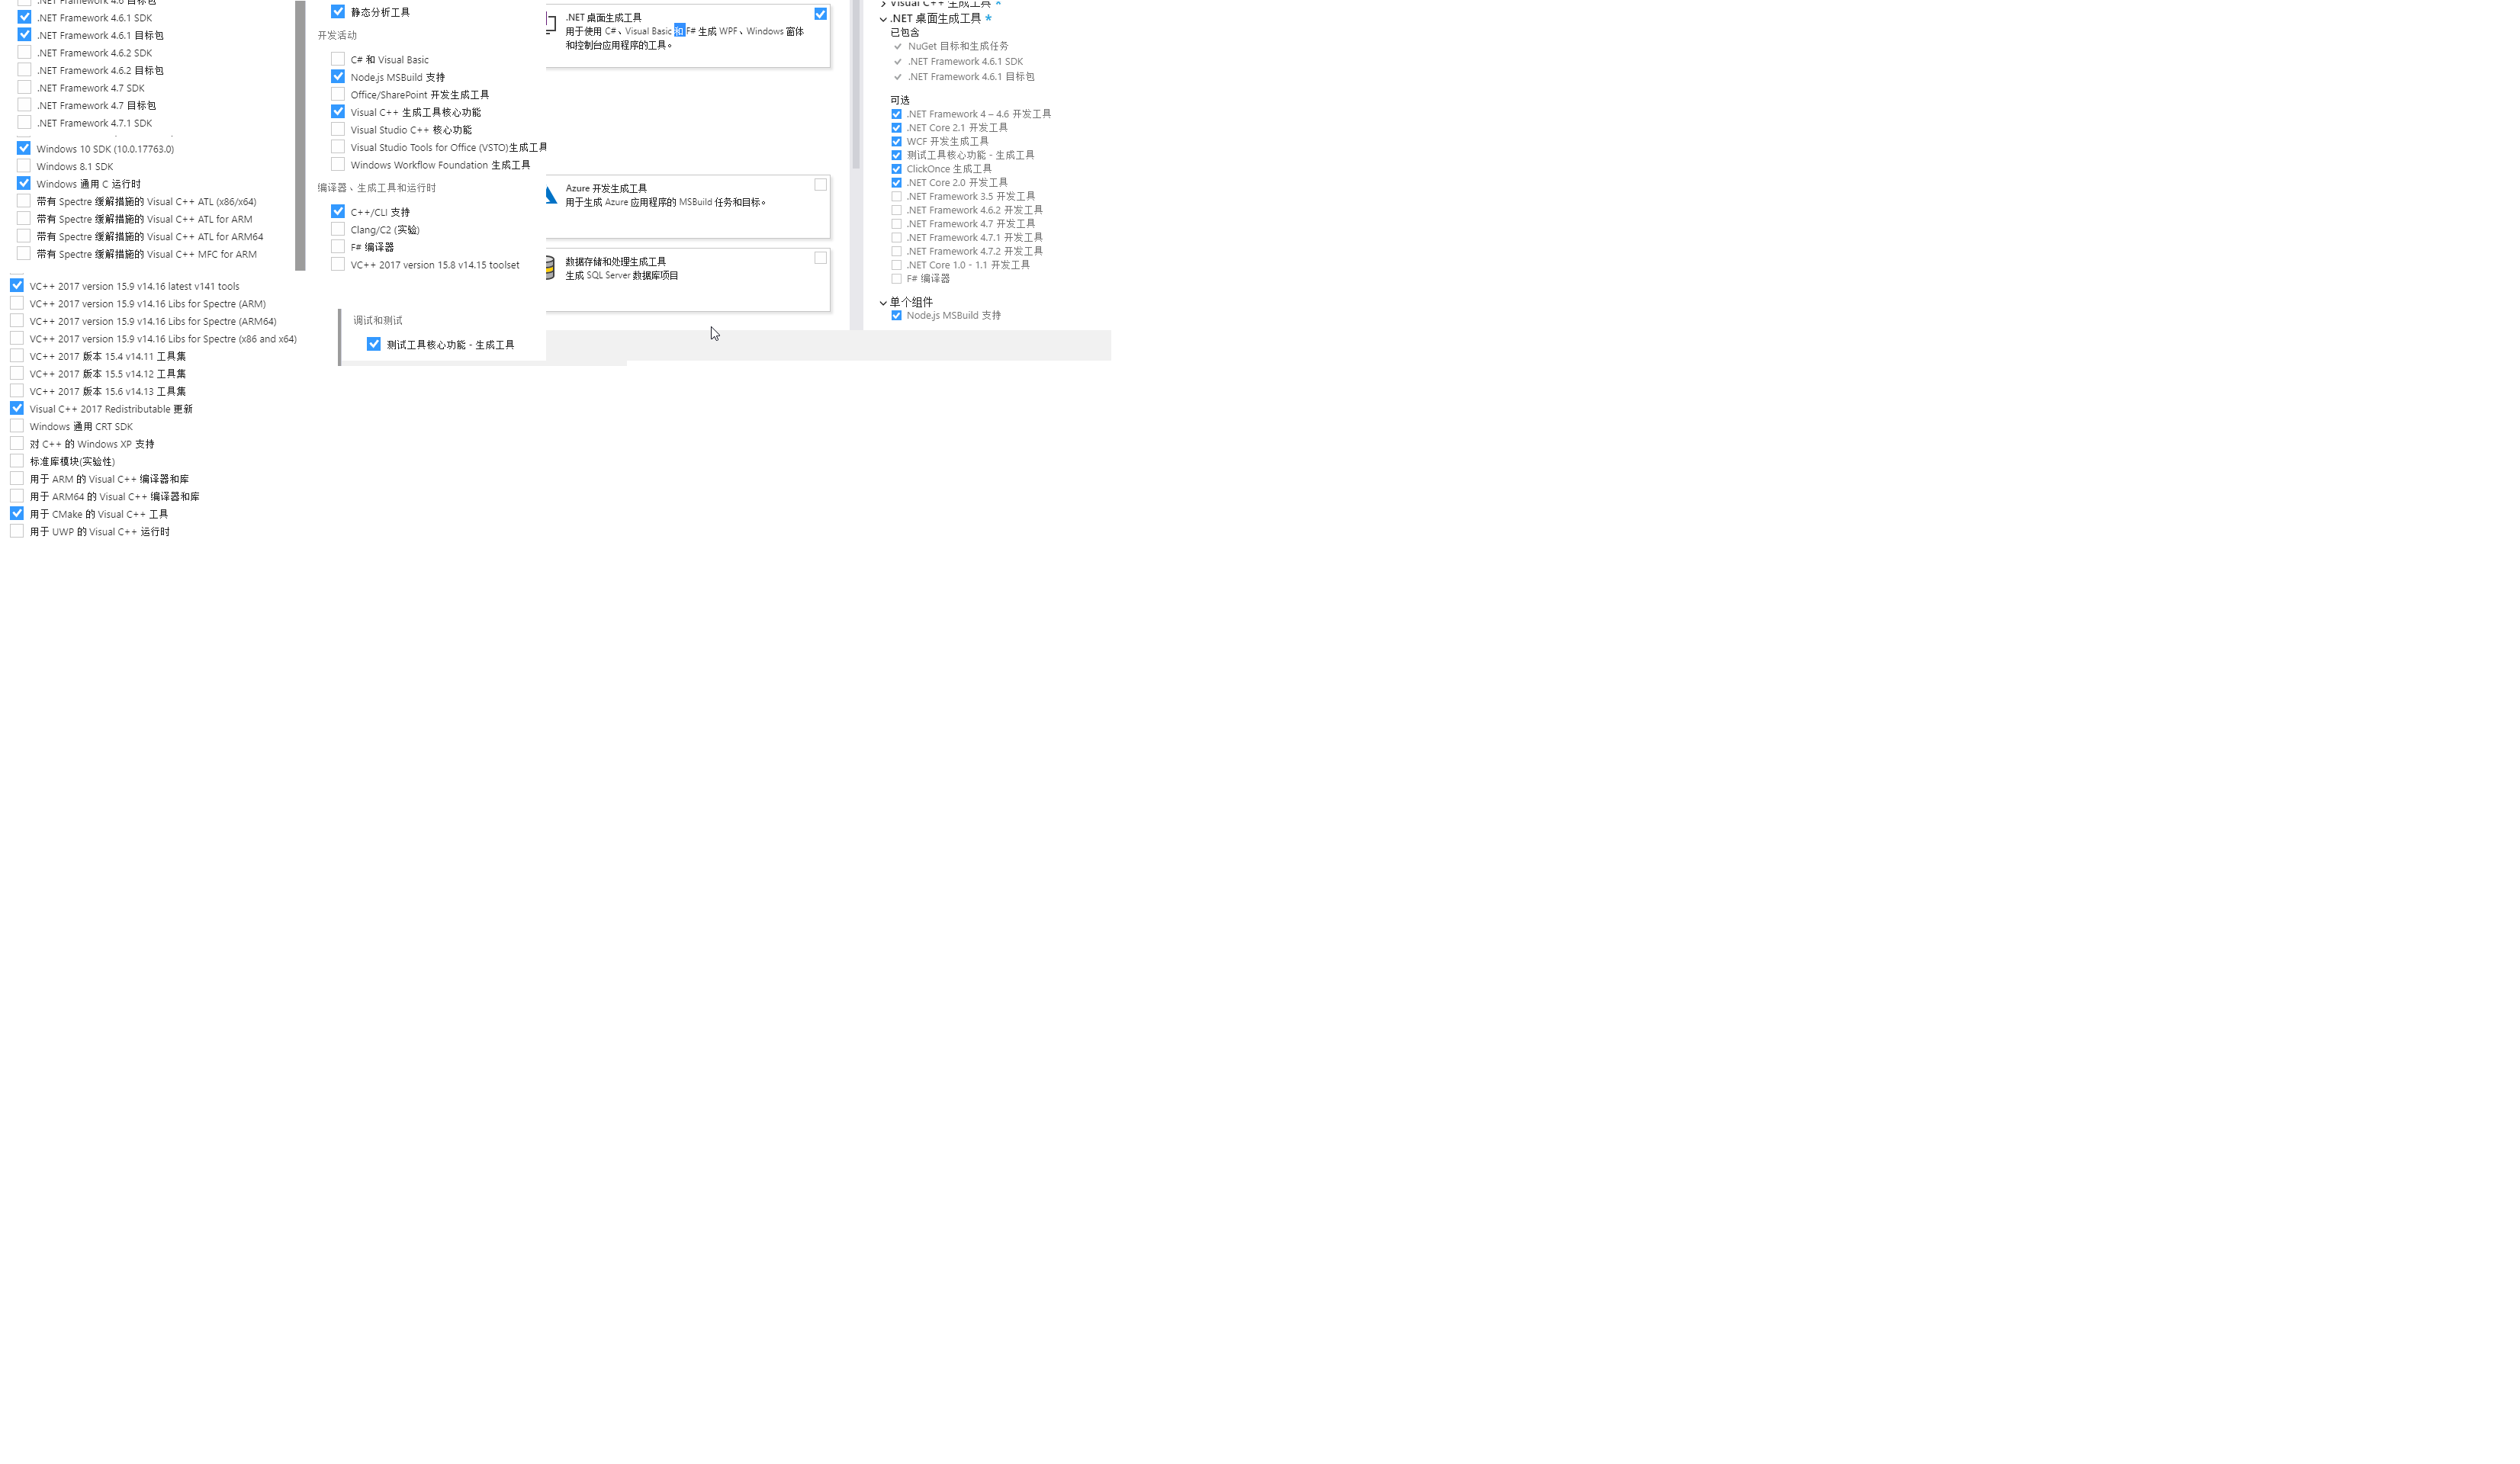 .NET Framework 4.6 目标包
.NET Framework 4.6.1 SDK
.NET Framework 4.6.1 目标包
.NET Framework 4.6.2 SDK
.NET Framework 4.6.2 目标包
.NET Framework 4.7 SDK
.NET Framework 4.7 目标包
.NET Framework 4.7.1 SDK
Windows 10 SDK (10.0.17763.0)
Windows 8.1 SDK
Windows 通用 C 运行时
带有 Spectre 缓解措施的 Visual C++ ATL (x86/x64)
带有 Spectre 缓解措施的 Visual C++ ATL for ARM
带有 Spectre 缓解措施的 Visual C++ ATL for ARM64
带有 Spectre 缓解措施的 Visual C++ MFC for ARM
VC++ 2017 version 15.9 v14.16 latest v141 tools
VC++ 2017 version 15.9 v14.16 Libs for Spectre (ARM)
VC++ 2017 version 15.9 v14.16 Libs for Spectre (ARM64)
VC++ 2017 version 15.9 v14.16 Libs for Spectre (x86 and x64)
VC++ 2017 版本 15.4 v14.11 工具集
VC++ 2017 版本 15.5 v14.12 工具集
VC++ 2017 版本 15.6 v14.13 工具集
Visual C++ 2017 Redistributable 更新
Windows 通用 CRT SDK
对 C++ 的 Windows XP 支持
标准库模块(实验性)
用于 ARM 的 Visual C++ 编译器和库
用于 ARM64 的 Visual C++ 编译器和库
用于 CMake 的 Visual C++ 工具
用于 UWP 的 Visual C++ 运行时
静态分析工具
开发活动
C# 和 Visual Basic
Node.js MSBuild 支持
Office/SharePoint 开发生成工具
Visual C++ 生成工具核心功能
Visual Studio C++ 核心功能
Visual Studio Tools for Office (VSTO)生成工具
Windows Workflow Foundation 生成工具
编译器、生成工具和运行时
C++/CLI 支持
Clang/C2 (实验)
F# 编译器
VC++ 2017 version 15.8 v14.15 toolset
调试和测试
测试工具核心功能 - 生成工具
.NET 桌面生成工具
用于使用 C#、Visual Basic 和 F# 生成 WPF、Windows 窗体
和控制台应用程序的工具。
Azure 开发生成工具
用于生成 Azure 应用程序的 MSBuild 任务和目标。
数据存储和处理生成工具
生成 SQL Server 数据库项目
Visual C++ 生成工具 *
.NET 桌面生成工具 *
已包含
NuGet 目标和生成任务
.NET Framework 4.6.1 SDK
.NET Framework 4.6.1 目标包
可选
.NET Framework 4 – 4.6 开发工具
.NET Core 2.1 开发工具
WCF 开发生成工具
测试工具核心功能 - 生成工具
ClickOnce 生成工具
.NET Core 2.0 开发工具
.NET Framework 3.5 开发工具
.NET Framework 4.6.2 开发工具
.NET Framework 4.7 开发工具
.NET Framework 4.7.1 开发工具
.NET Framework 4.7.2 开发工具
.NET Core 1.0 - 1.1 开发工具
F# 编译器
单个组件
Node.js MSBuild 支持